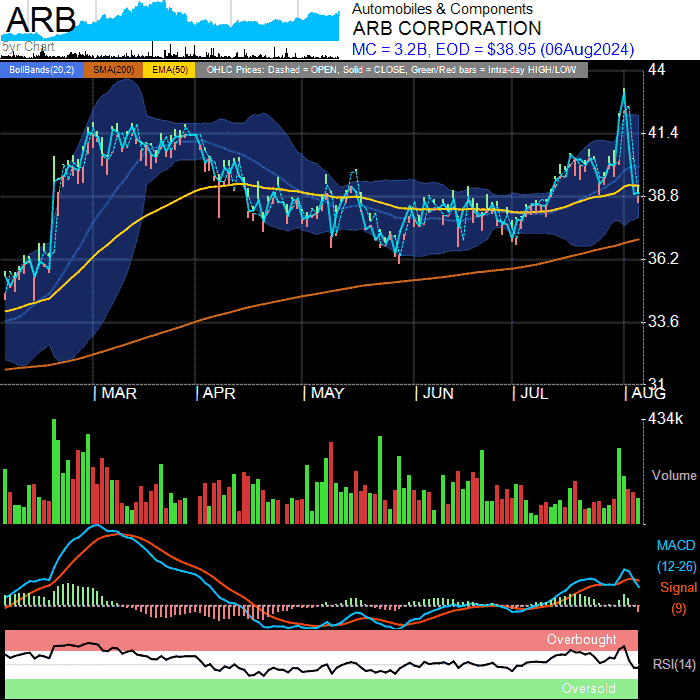 ARB
5yr Chart
Automobiles & Components
ARB CORPORATION
MC = 3.2B, EOD = $38.95 (06Aug2024)
BollBands(20,2) SMA(200) EMA(50) OHLC Prices: Dashed = OPEN, Solid = CLOSE, Green/Red bars = Intra-day HIGH/LOW
44
41.4
38.8
36.2
33.6
31
MAR APR MAY JUN JUL AUG
434k
Volume
MACD
(12-26)
Signal
(9)
Overbought
RSI(14)
Oversold